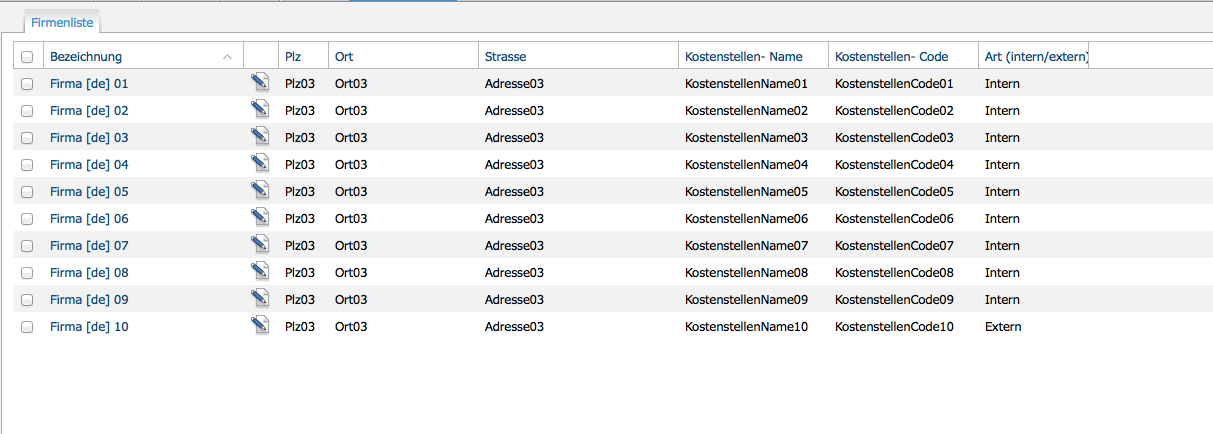 Firmenliste
Bezeichnung Plz Ort Strasse Kostenstellen- Name Kostenstellen- Code Art (intern/extern)
Firma [de] 01 Plz03 Ort03 Adresse03 KostenstellenName01 KostenstellenCode01 Intern
Firma [de] 02 Plz03 Ort03 Adresse03 KostenstellenName02 KostenstellenCode02 Intern
Firma [de] 03 Plz03 Ort03 Adresse03 KostenstellenName03 KostenstellenCode03 Intern
Firma [de] 04 Plz03 Ort03 Adresse03 KostenstellenName04 KostenstellenCode04 Intern
Firma [de] 05 Plz03 Ort03 Adresse03 KostenstellenName05 KostenstellenCode05 Intern
Firma [de] 06 Plz03 Ort03 Adresse03 KostenstellenName06 KostenstellenCode06 Intern
Firma [de] 07 Plz03 Ort03 Adresse03 KostenstellenName07 KostenstellenCode07 Intern
Firma [de] 08 Plz03 Ort03 Adresse03 KostenstellenName08 KostenstellenCode08 Intern
Firma [de] 09 Plz03 Ort03 Adresse03 KostenstellenName09 KostenstellenCode09 Intern
Firma [de] 10 Plz03 Ort03 Adresse03 KostenstellenName10 KostenstellenCode10 Extern